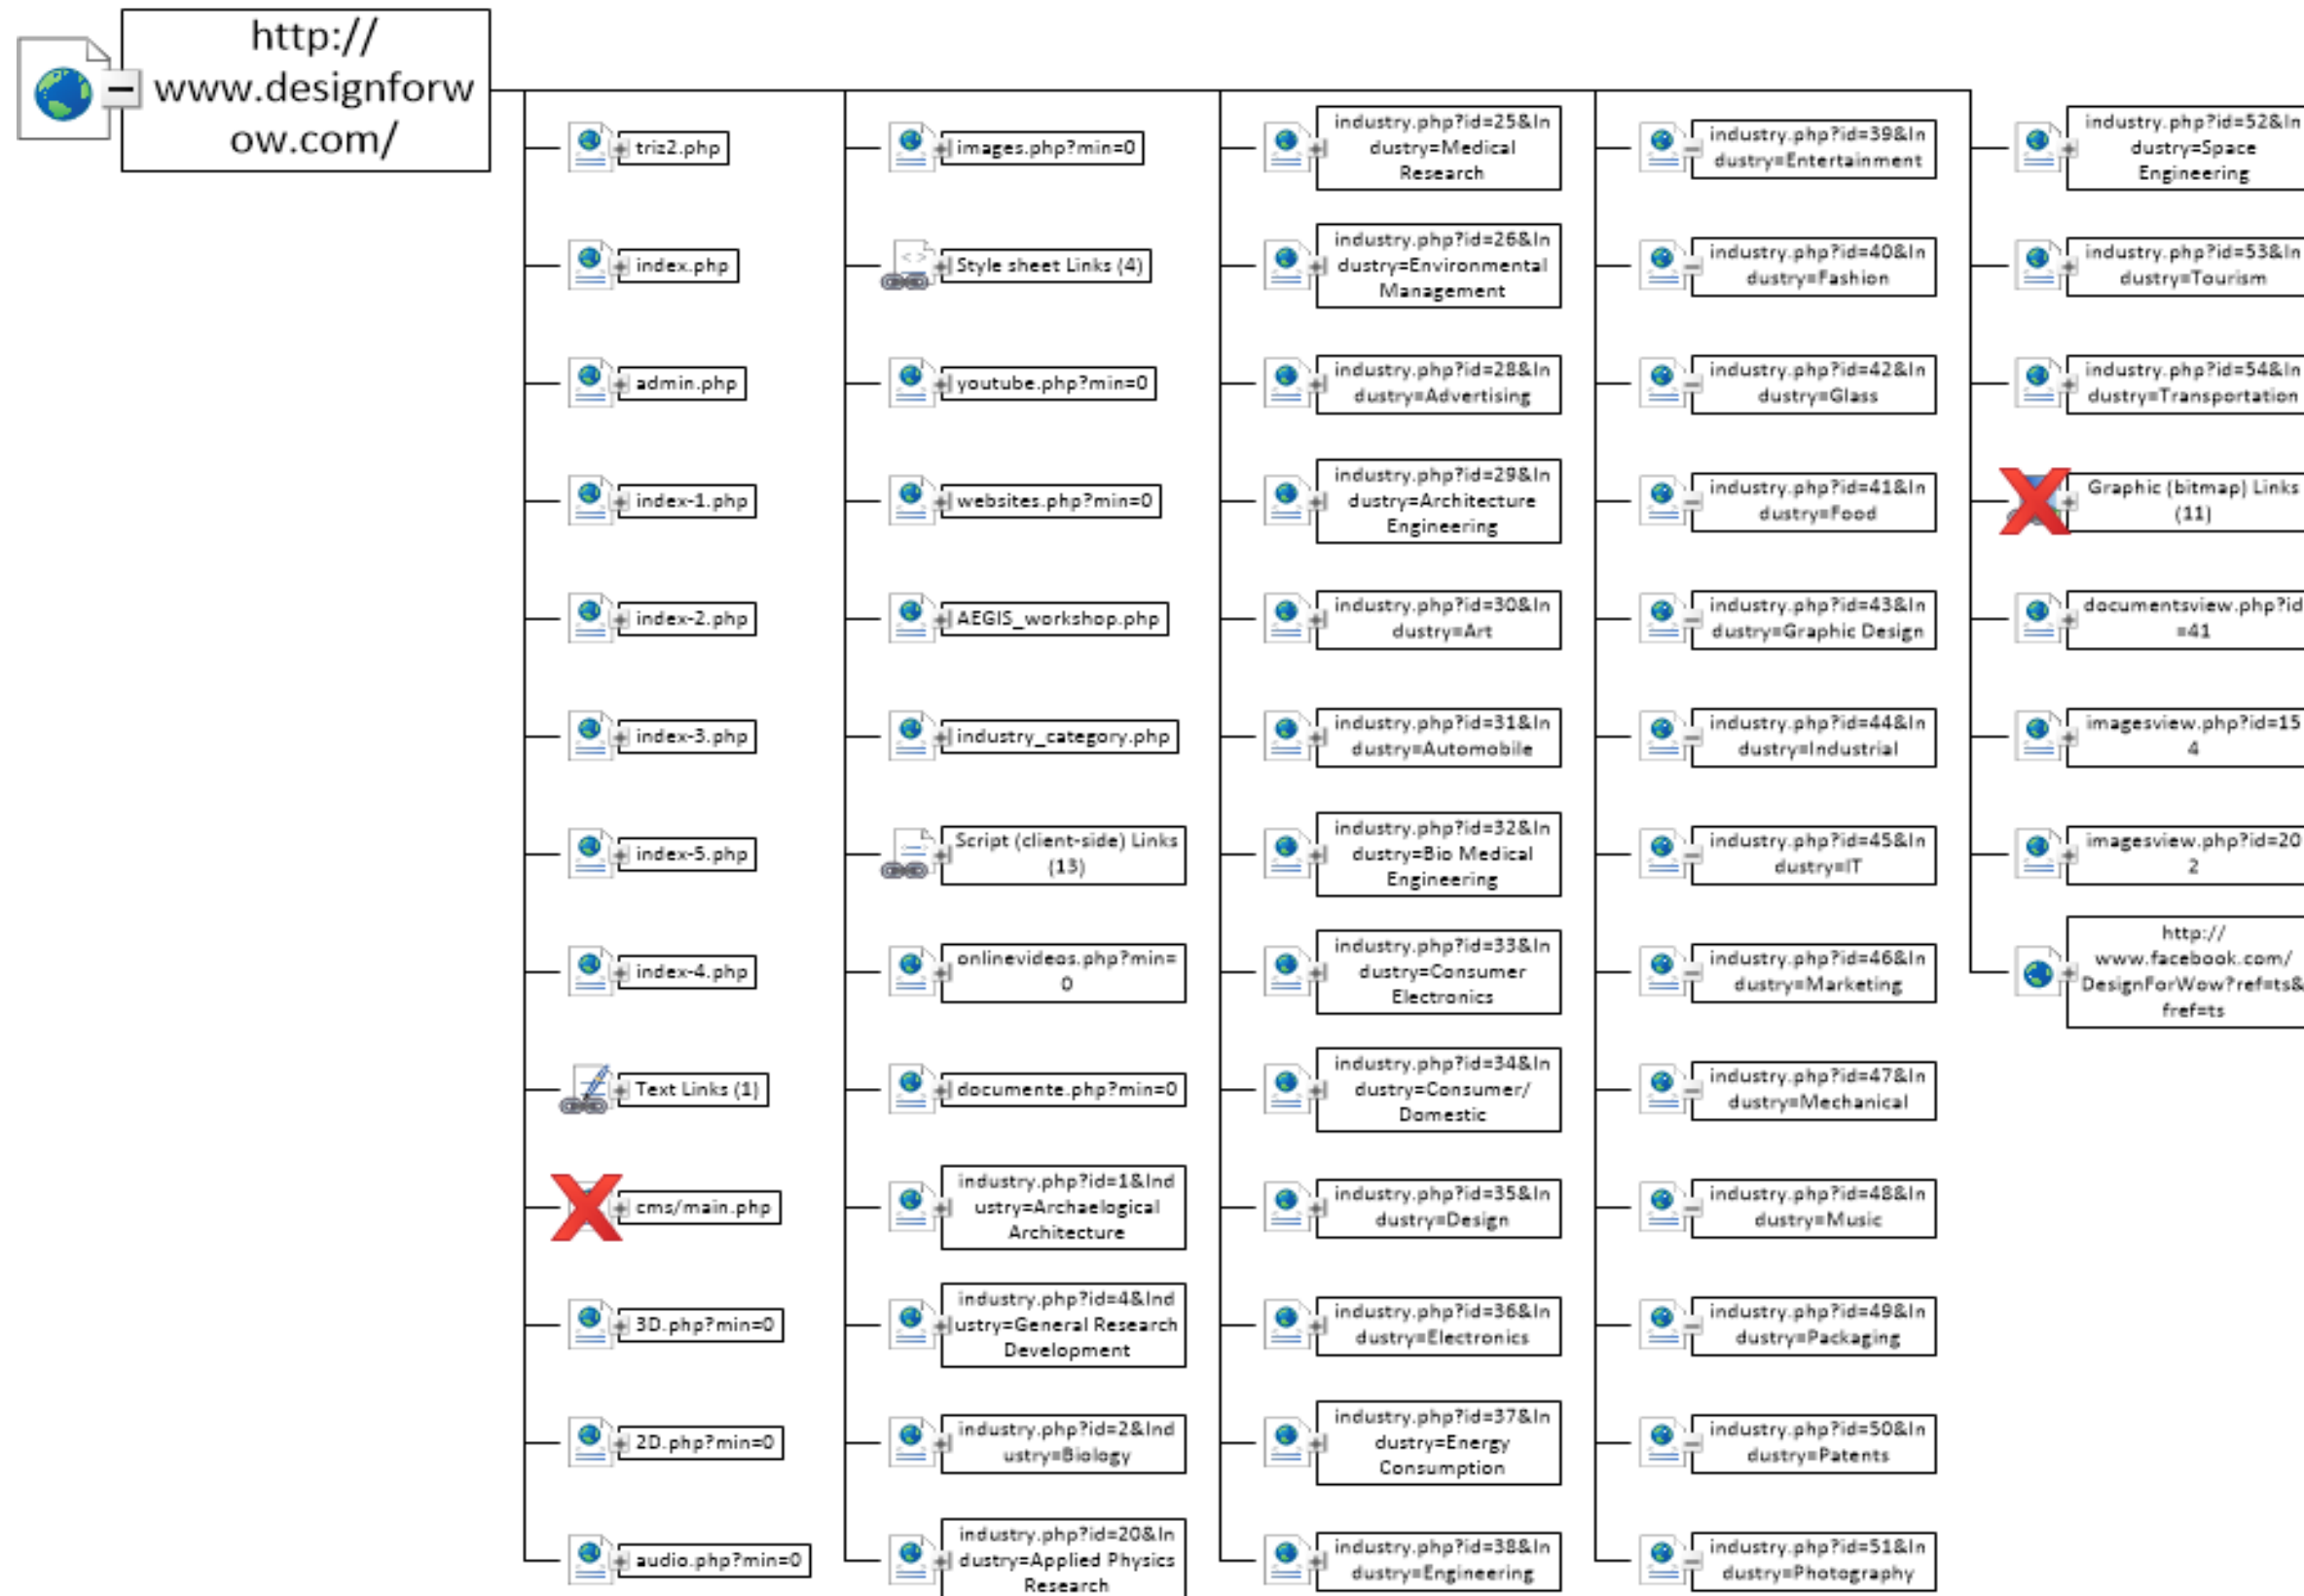 http://
www.designforw
ow.com/
triz2.php
index.php
admin.php
index-1.php
index-2.php
index-3.php
index-5.php
index-4.php
Text Links (1)
cms/main.php
3D.php?min=0
2D.php?min=0
audio.php?min=0
images.php?min=0
Style sheet Links (4)
youtube.php?min=0
websites.php?min=0
AEGIS_workshop.php
industry_category.php
Script (client-side) Links
(13)
onlinevideos.php?min=
0
documente.php?min=0
industry.php?id=1&Ind
ustry=Archaelogical
Architecture
industry.php?id=4&Ind
ustry=General Research
Development
industry.php?id=2&Ind
ustry=Biology
industry.php?id=20&In
dustry=Applied Physics
Research
industry.php?id=25&In
dustry=Medical
Research
industry.php?id=26&In
dustry=Environmental
Management
industry.php?id=28&In
dustry=Advertising
industry.php?id=29&In
dustry=Architecture
Engineering
industry.php?id=30&In
dustry=Art
industry.php?id=31&In
dustry=Automobile
industry.php?id=32&In
dustry=Bio Medical
Engineering
industry.php?id=33&In
dustry=Consumer
Electronics
industry.php?id=34&In
dustry=Consumer/
Domestic
industry.php?id=35&In
dustry=Design
industry.php?id=36&In
dustry=Electronics
industry.php?id=37&In
dustry=Energy
Consumption
industry.php?id=38&In
dustry=Engineering
industry.php?id=39&In
dustry=Entertainment
industry.php?id=40&In
dustry=Fashion
industry.php?id=42&In
dustry=Glass
industry.php?id=41&In
dustry=Food
industry.php?id=43&In
dustry=Graphic Design
industry.php?id=44&In
dustry=Industrial
industry.php?id=45&In
dustry=IT
industry.php?id=46&In
dustry=Marketing
industry.php?id=47&In
dustry=Mechanical
industry.php?id=48&In
dustry=Music
industry.php?id=49&In
dustry=Packaging
industry.php?id=50&In
dustry=Patents
industry.php?id=51&In
dustry=Photography
industry.php?id=52&In
dustry=Space
Engineering
industry.php?id=53&In
dustry=Tourism
industry.php?id=54&In
dustry=Transportation
Graphic (bitmap) Links
(11)
documentsview.php?id
=41
imagesview.php?id=15
4
imagesview.php?id=20
2
http://
www.facebook.com/
DesignForWow?ref=ts&
fref=ts